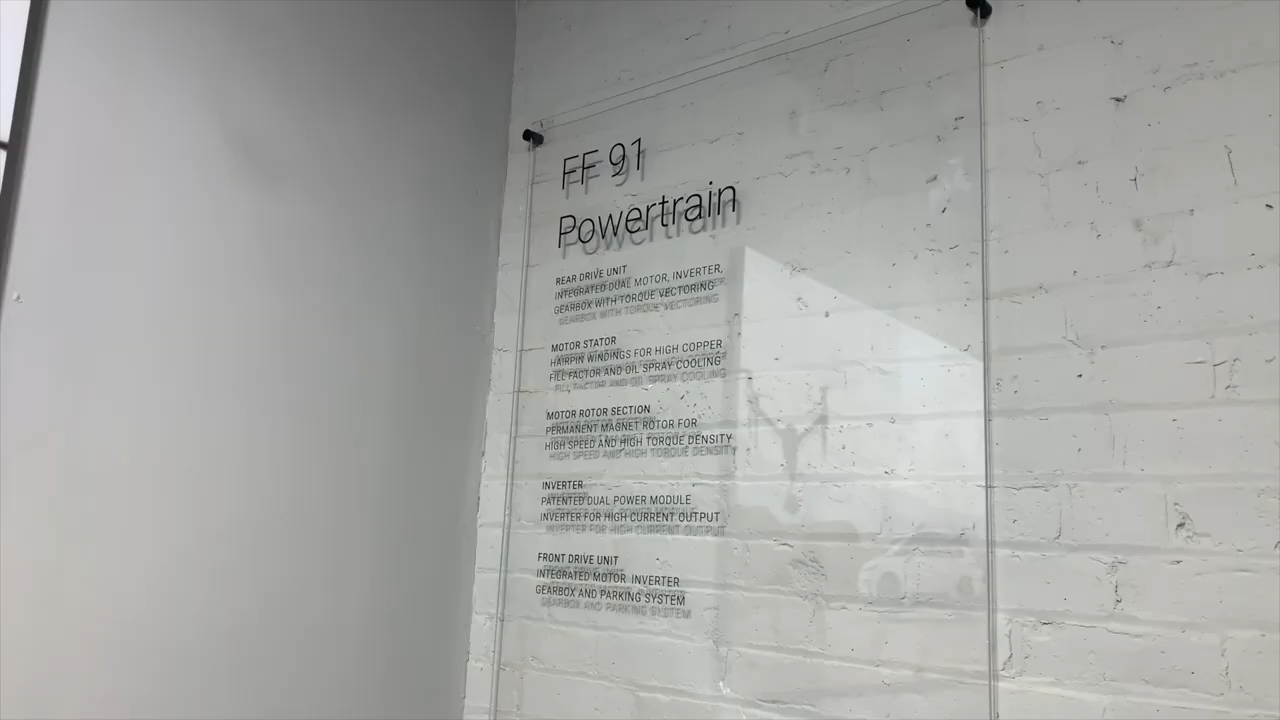 FF 91
Powertrain
REAR DRIVE UNIT
INTEGRATED DUAL MOTOR, INVERTER,
GEARBOX WITH TORQUE VECTORING
MOTOR STATOR
HAIRPIN WINDINGS FOR HIGH COPPER
FILL FACTOR AND OIL SPRAY COOLING
MOTOR ROTOR SECTION
PERMANENT MAGNET ROTOR FOR
HIGH SPEED AND HIGH TORQUE DENSITY
INVERTER
PATENTED DUAL POWER MODULE
INVERTER FOR HIGH CURRENT OUTPUT
FRONT DRIVE UNIT
INTEGRATED MOTOR INVERTER
GEARBOX AND PARKING SYSTEM